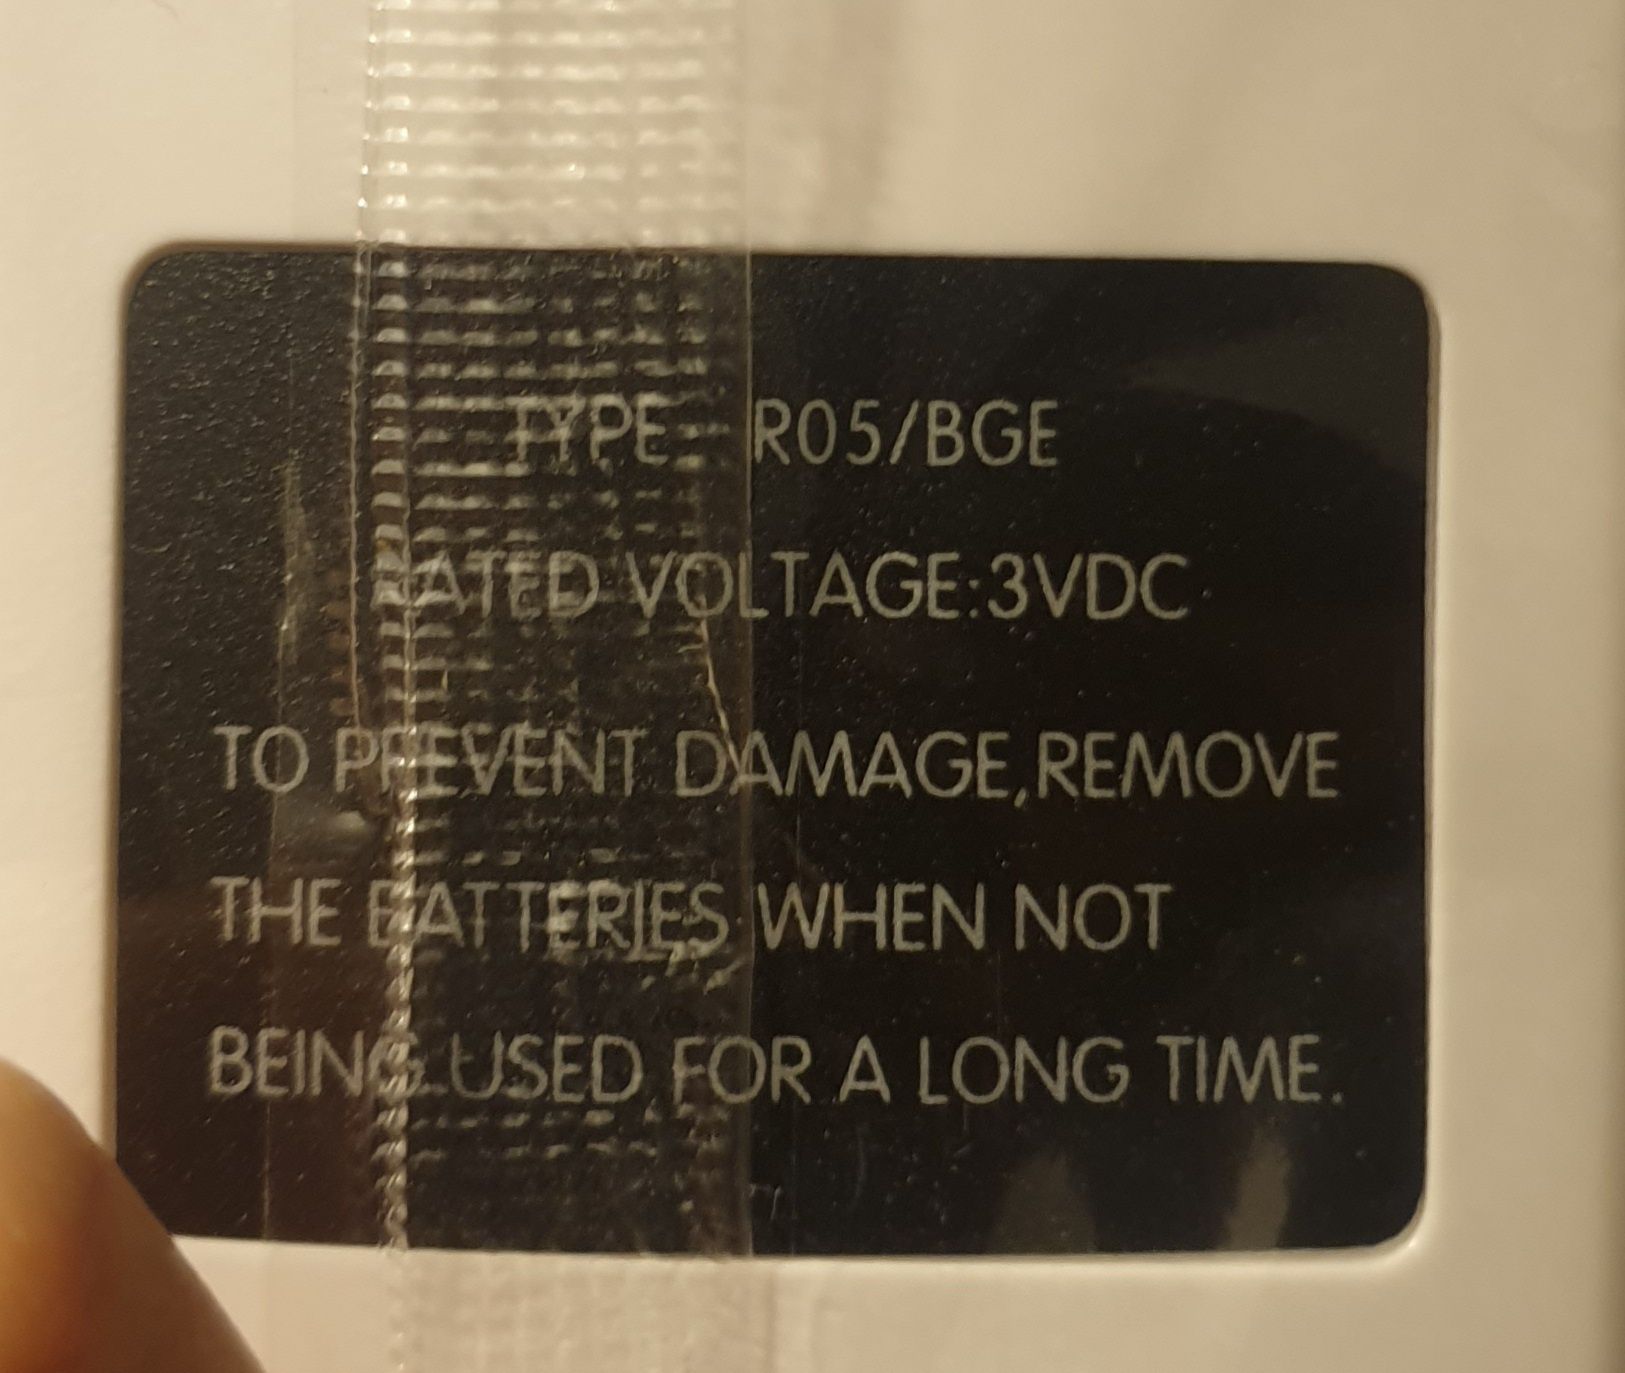 TYPE R05/BGE
RATED VOLTAGE:3VDC
TO PREVENT DAMAGE,REMOVE
THE BATTERIES WHEN NOT
BEING USED FOR A LONG TIME.